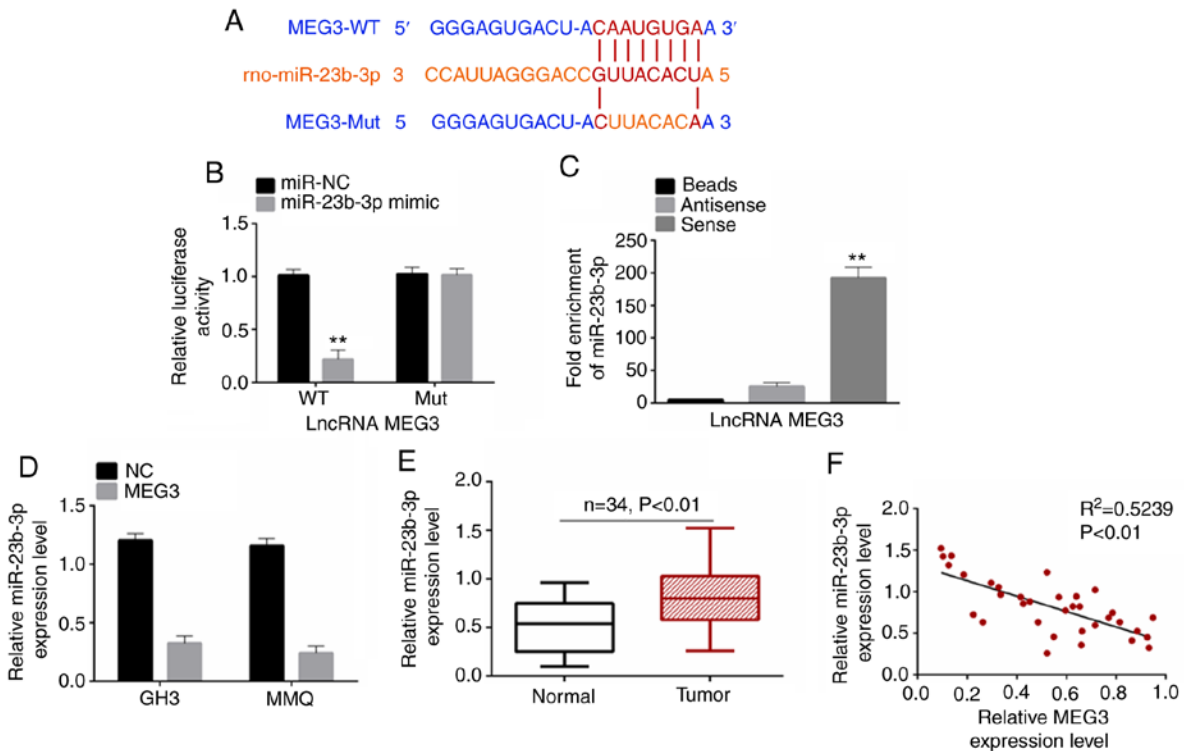 A
MEG3-WT 5′ GGGAGUGACU-ACAAUGUGAA 3′
rno-miR-23b-3p 3 CCAUUAGGGACCGUUACACUA 5
MEG3-Mut 5 GGGAGUGACU-ACUUACACAA 3
B
miR-NC
miR-23b-3p mimic
Relative luciferase
activity
1.5
1.0
0.5
0.0
**
WT Mut
LncRNA MEG3
C
Beads
Antisense
Sense
Fold enrichment
of miR-23b-3p
250
200
150
100
50
0
**
LncRNA MEG3
D
NC
MEG3
Relative miR-23b-3p
expression level
1.5
1.0
0.5
0.0
GH3 MMQ
E
Relative miR-23b-3p
expression level
2.0
1.5
1.0
0.5
0.0
n=34, P<0.01
Normal Tumor
F
Relative miR-23b-3p
expression level
2.0
1.5
1.0
0.5
0.0
R²=0.5239
P<0.01
0.0 0.2 0.4 0.6 0.8 1.0
Relative MEG3
expression level